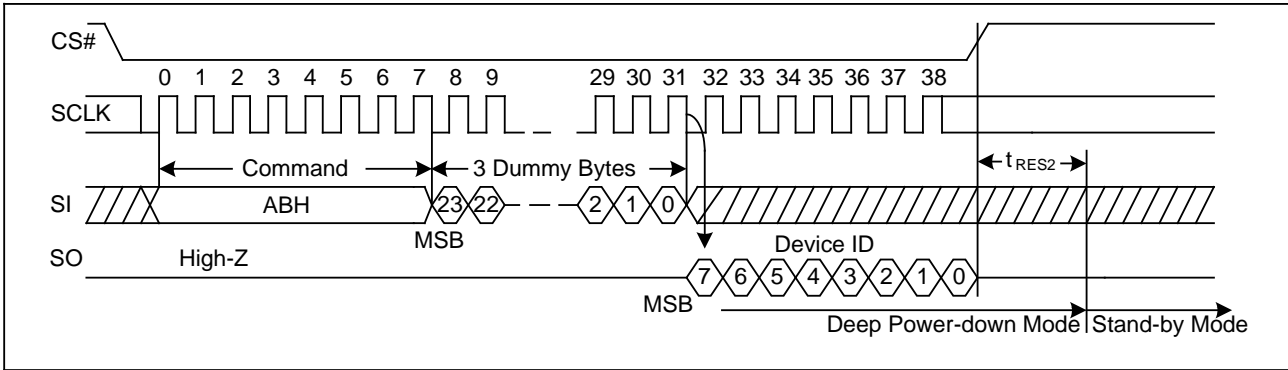 CS#
0 1 2 3 4 5 6 7 8 9 29 30 31 32 33 34 35 36 37 38
SCLK
Command 3 Dummy Bytes tRES2
SI ABH 23 22 2 1 0
MSB Device ID
SO High-Z
7 6 5 4 3 2 1 0
MSB
Deep Power-down Mode Stand-by Mode